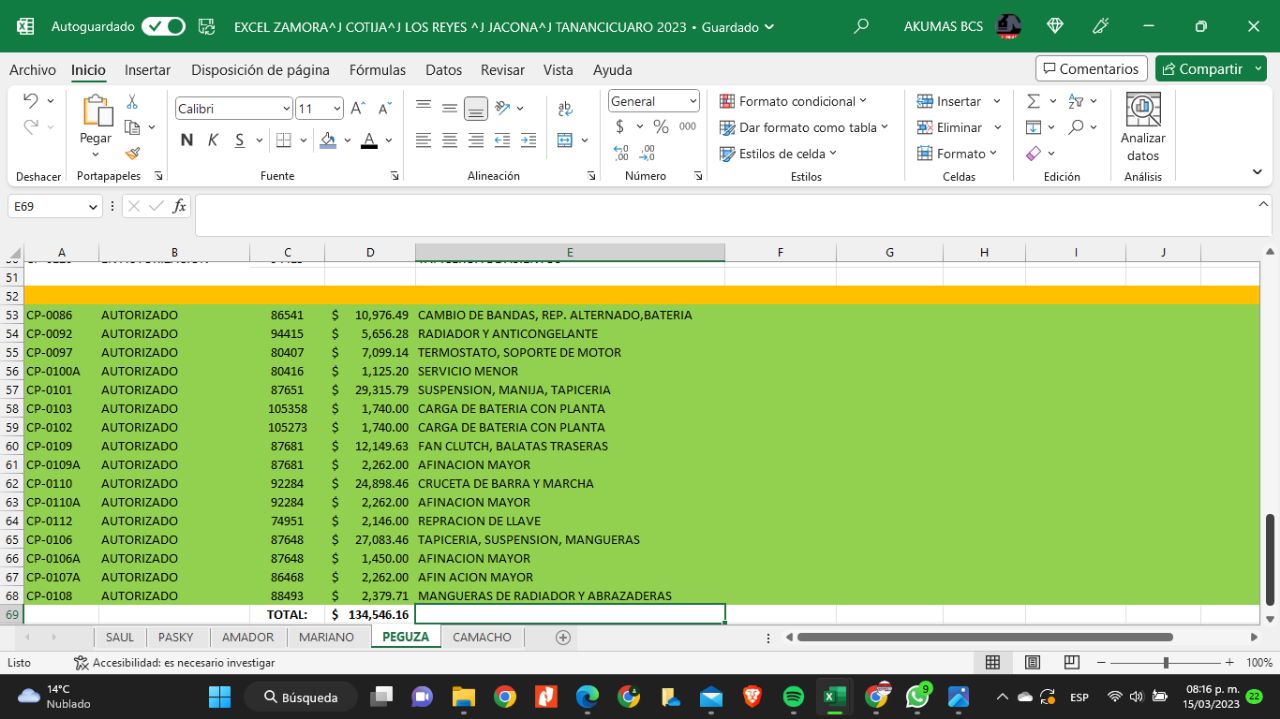 Autoguardado EXCEL ZAMORA^J COTIJA^J LOS REYES ^J JACONA^J TANANCICUARO 2023 • Guardado AKUMAS BCS
Archivo Inicio Insertar Disposición de página Fórmulas Datos Revisar Vista Ayuda Comentarios Compartir
Pegar Calibri 11 N K S A General $ % 000 Formato condicional Dar formato como tabla Estilos de celda Insertar Eliminar Formato Analizar datos
Deshacer Portapapeles Fuente Alineación Número Estilos Celdas Edición Análisis
E69 fx
A B C D E F G H I J
51
52
53 CP-0086 AUTORIZADO 86541 $ 10,976.49 CAMBIO DE BANDAS, REP. ALTERNADO,BATERIA
54 CP-0092 AUTORIZADO 94415 $ 5,656.28 RADIADOR Y ANTICONGELANTE
55 CP-0097 AUTORIZADO 80407 $ 7,099.14 TERMOSTATO, SOPORTE DE MOTOR
56 CP-0100A AUTORIZADO 80416 $ 1,125.20 SERVICIO MENOR
57 CP-0101 AUTORIZADO 87651 $ 29,315.79 SUSPENSION, MANIJA, TAPICERIA
58 CP-0103 AUTORIZADO 105358 $ 1,740.00 CARGA DE BATERIA CON PLANTA
59 CP-0102 AUTORIZADO 105273 $ 1,740.00 CARGA DE BATERIA CON PLANTA
60 CP-0109 AUTORIZADO 87681 $ 12,149.63 FAN CLUTCH, BALATAS TRASERAS
61 CP-0109A AUTORIZADO 87681 $ 2,262.00 AFINACION MAYOR
62 CP-0110 AUTORIZADO 92284 $ 24,898.46 CRUCETA DE BARRA Y MARCHA
63 CP-0110A AUTORIZADO 92284 $ 2,262.00 AFINACION MAYOR
64 CP-0112 AUTORIZADO 74951 $ 2,146.00 REPRACION DE LLAVE
65 CP-0106 AUTORIZADO 87648 $ 27,083.46 TAPICERIA, SUSPENSION, MANGUERAS
66 CP-0106A AUTORIZADO 87648 $ 1,450.00 AFINACION MAYOR
67 CP-0107A AUTORIZADO 86468 $ 2,262.00 AFIN ACION MAYOR
68 CP-0108 AUTORIZADO 88493 $ 2,379.71 MANGUERAS DE RADIADOR Y ABRAZADERAS
69 TOTAL: $ 134,546.16
SAUL PASKY AMADOR MARIANO PEGUZA CAMACHO
Listo Accesibilidad: es necesario investigar 100%
14°C
Nublado
Búsqueda 9 ESP
08:16 p. m.
15/03/2023
22